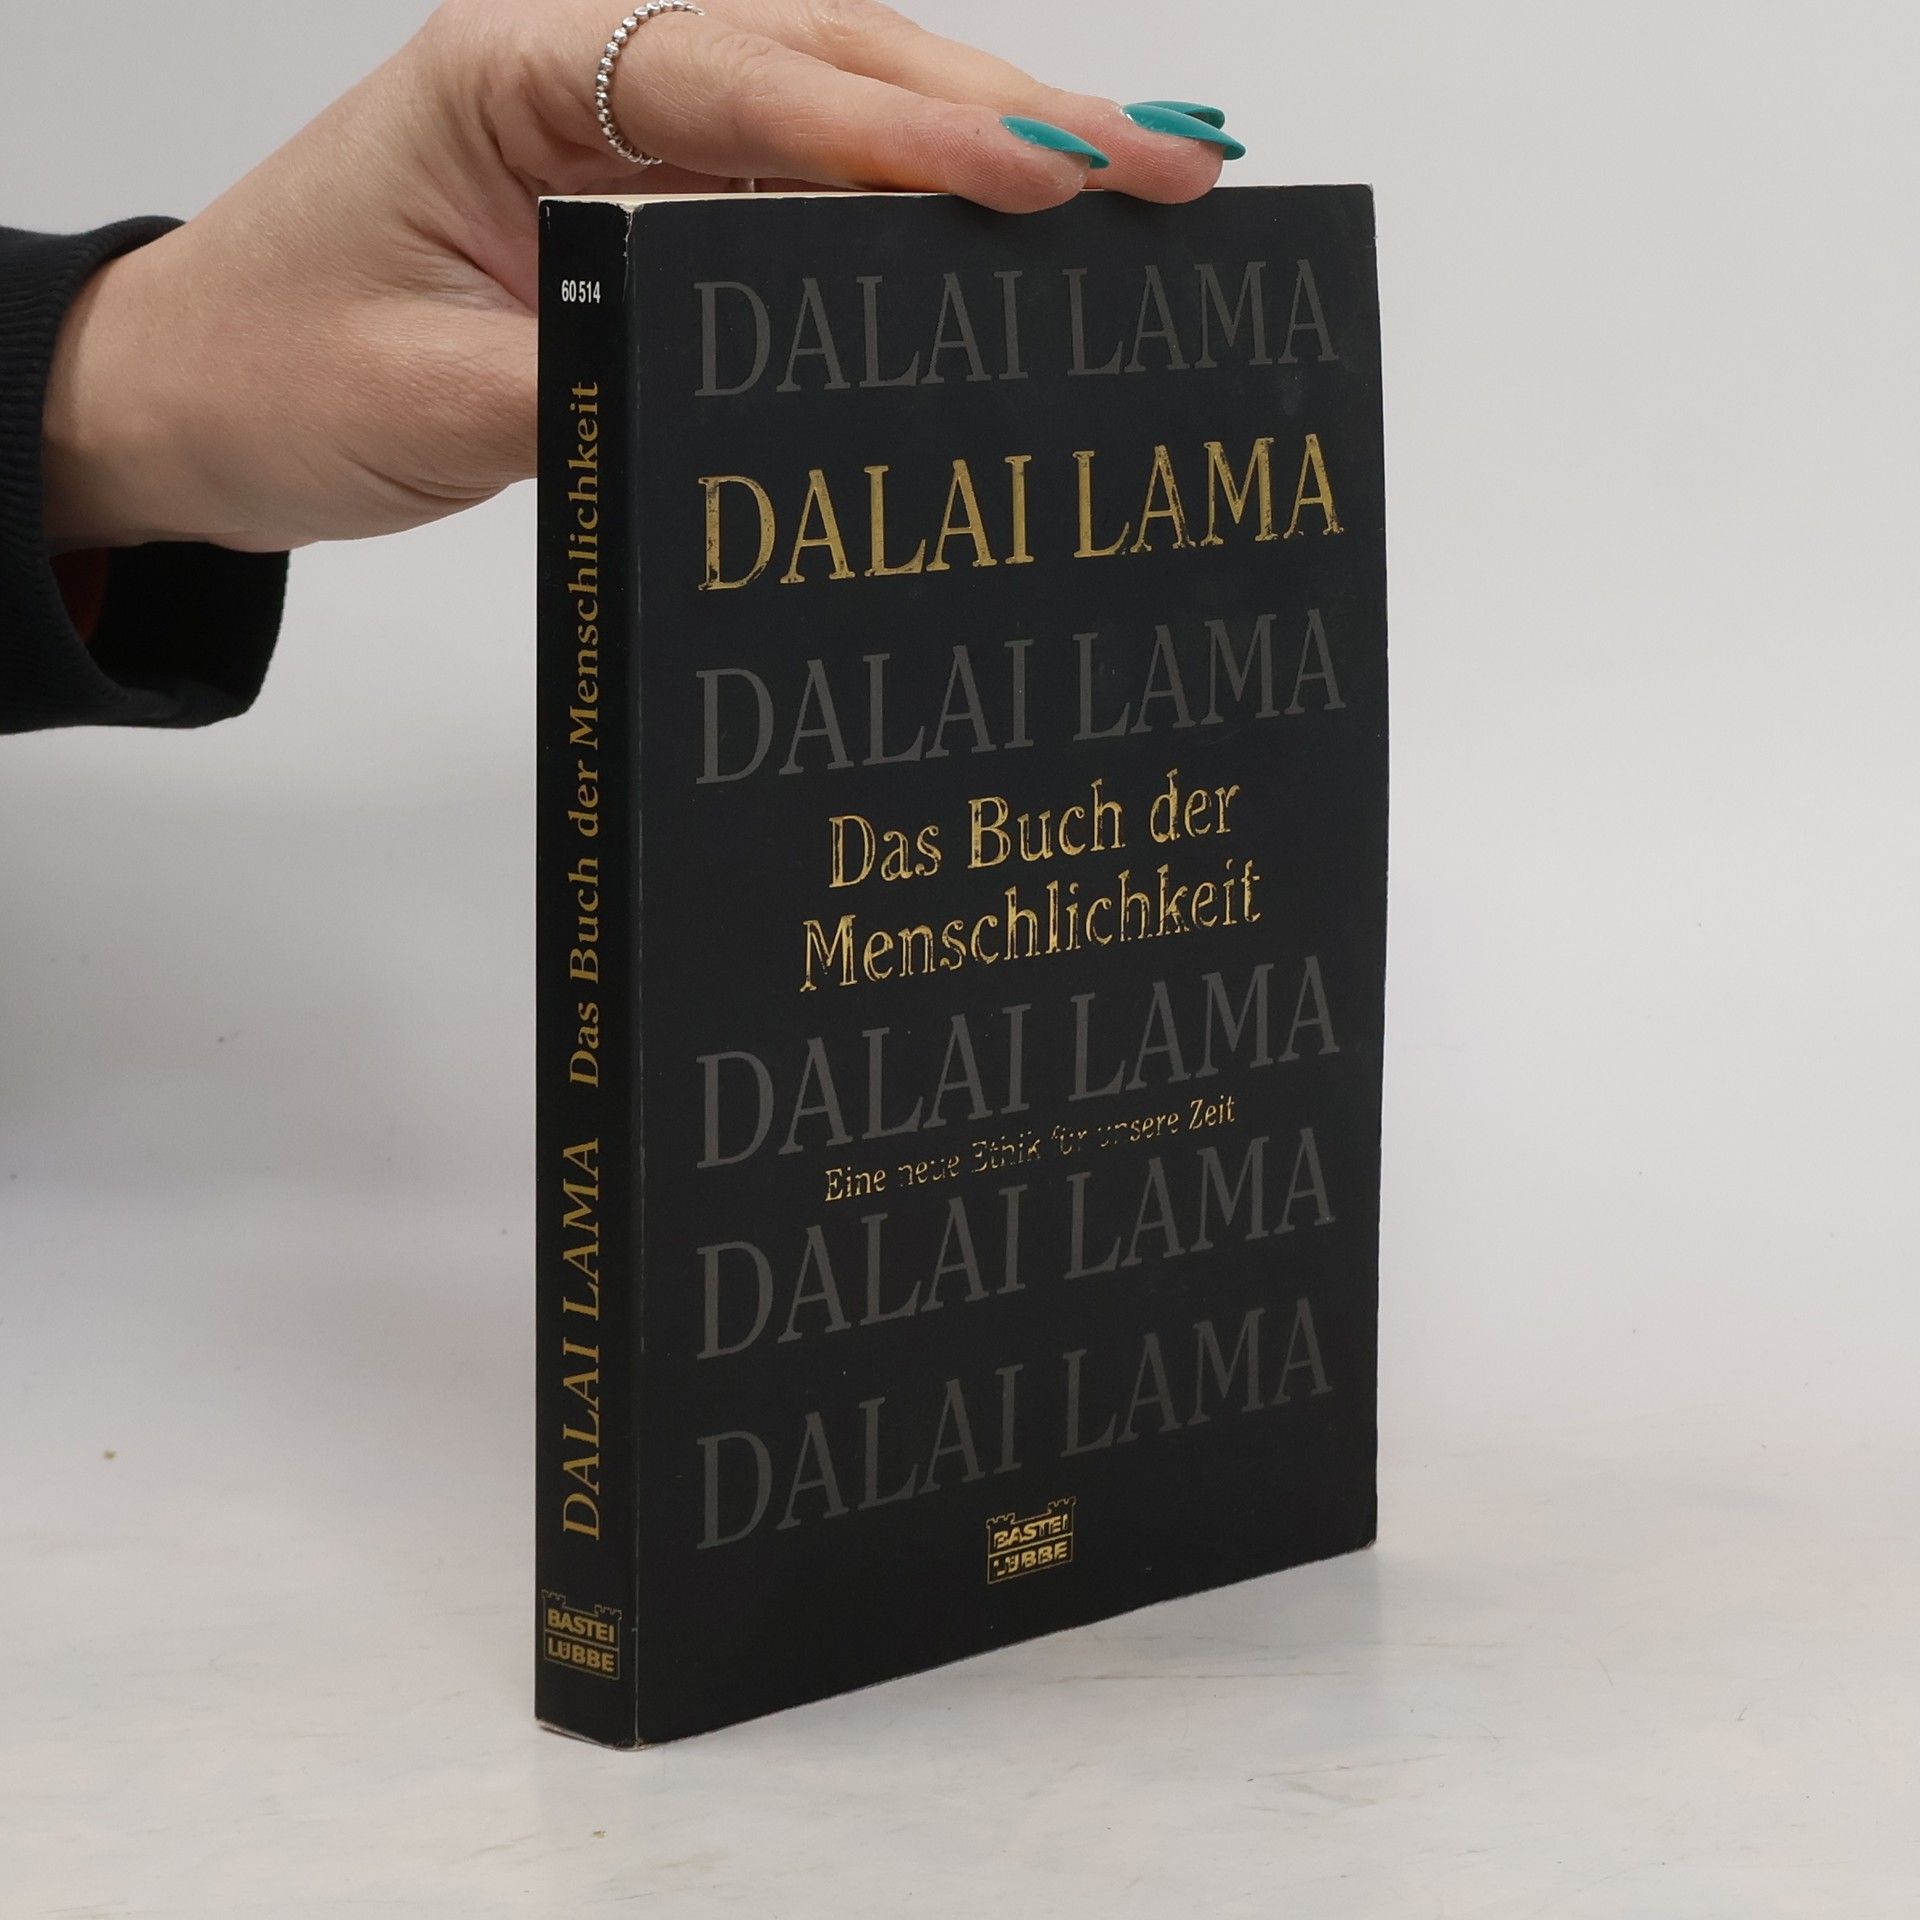 60514
DALAI LAMA Das Buch der Menschlichkeit
BASTEI
LÜBBE
DALAI LAMA
DALAI LAMA
DALAI LAMA
Das Buch der
Menschlichkeit
DALAI LAMA
Eine neue Ethik für unsere Zeit
DALAI LAMA
DALAI LAMA
BASTEI
LÜBBE